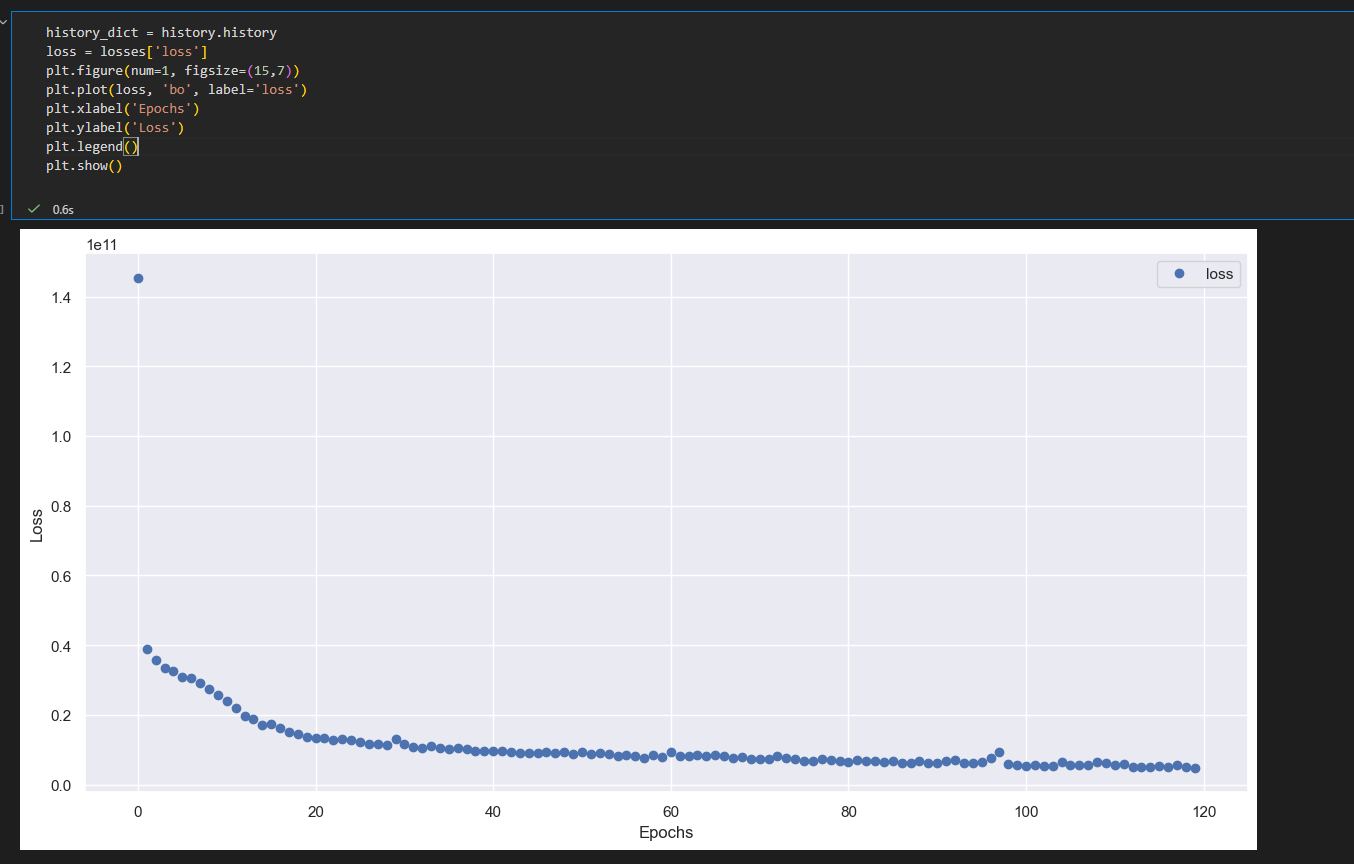 history_dict = history.history
loss = losses['loss']
plt.figure(num=1, figsize=(15,7))
plt.plot(loss, 'bo', label='loss')
plt.xlabel('Epochs')
plt.ylabel('Loss')
plt.legend()
plt.show()
] 0.6s
1e11
loss
1.4
1.2
1.0
0.8
0.6
0.4
0.2
0.0
Loss
0 20 40 60 80 100 120
Epochs